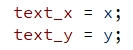 text_x = x;
text_y = y;